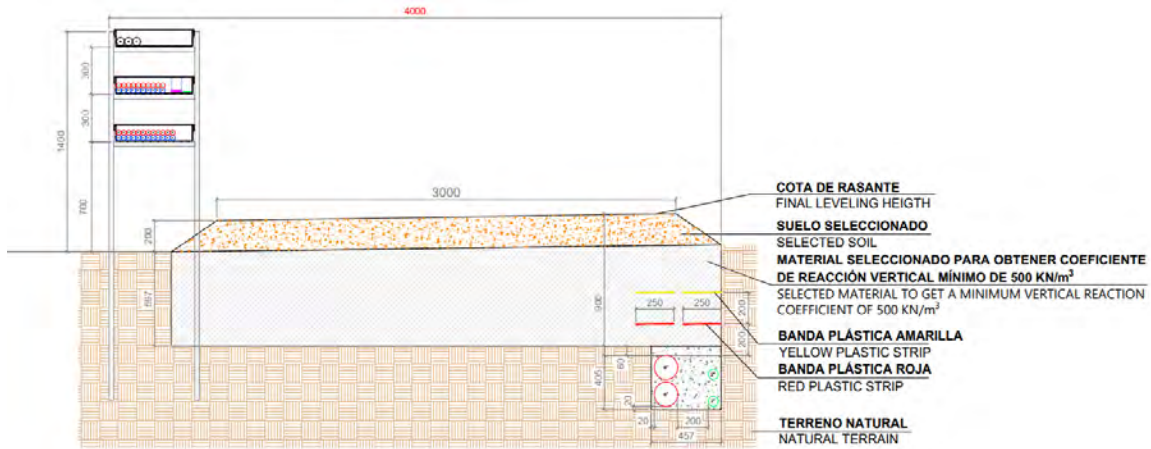 4000
300
300
1400
700
200
667
3000
900
250
250
200
200
60
405
20
20
200
457
COTA DE RASANTE
FINAL LEVELING HEIGTH
SUELO SELECCIONADO
SELECTED SOIL
MATERIAL SELECCIONADO PARA OBTENER COEFICIENTE
DE REACCIÓN VERTICAL MÍNIMO DE 500 KN/m³
SELECTED MATERIAL TO GET A MINIMUM VERTICAL REACTION
COEFFICIENT OF 500 KN/m³
BANDA PLÁSTICA AMARILLA
YELLOW PLASTIC STRIP
BANDA PLÁSTICA ROJA
RED PLASTIC STRIP
TERRENO NATURAL
NATURAL TERRAIN